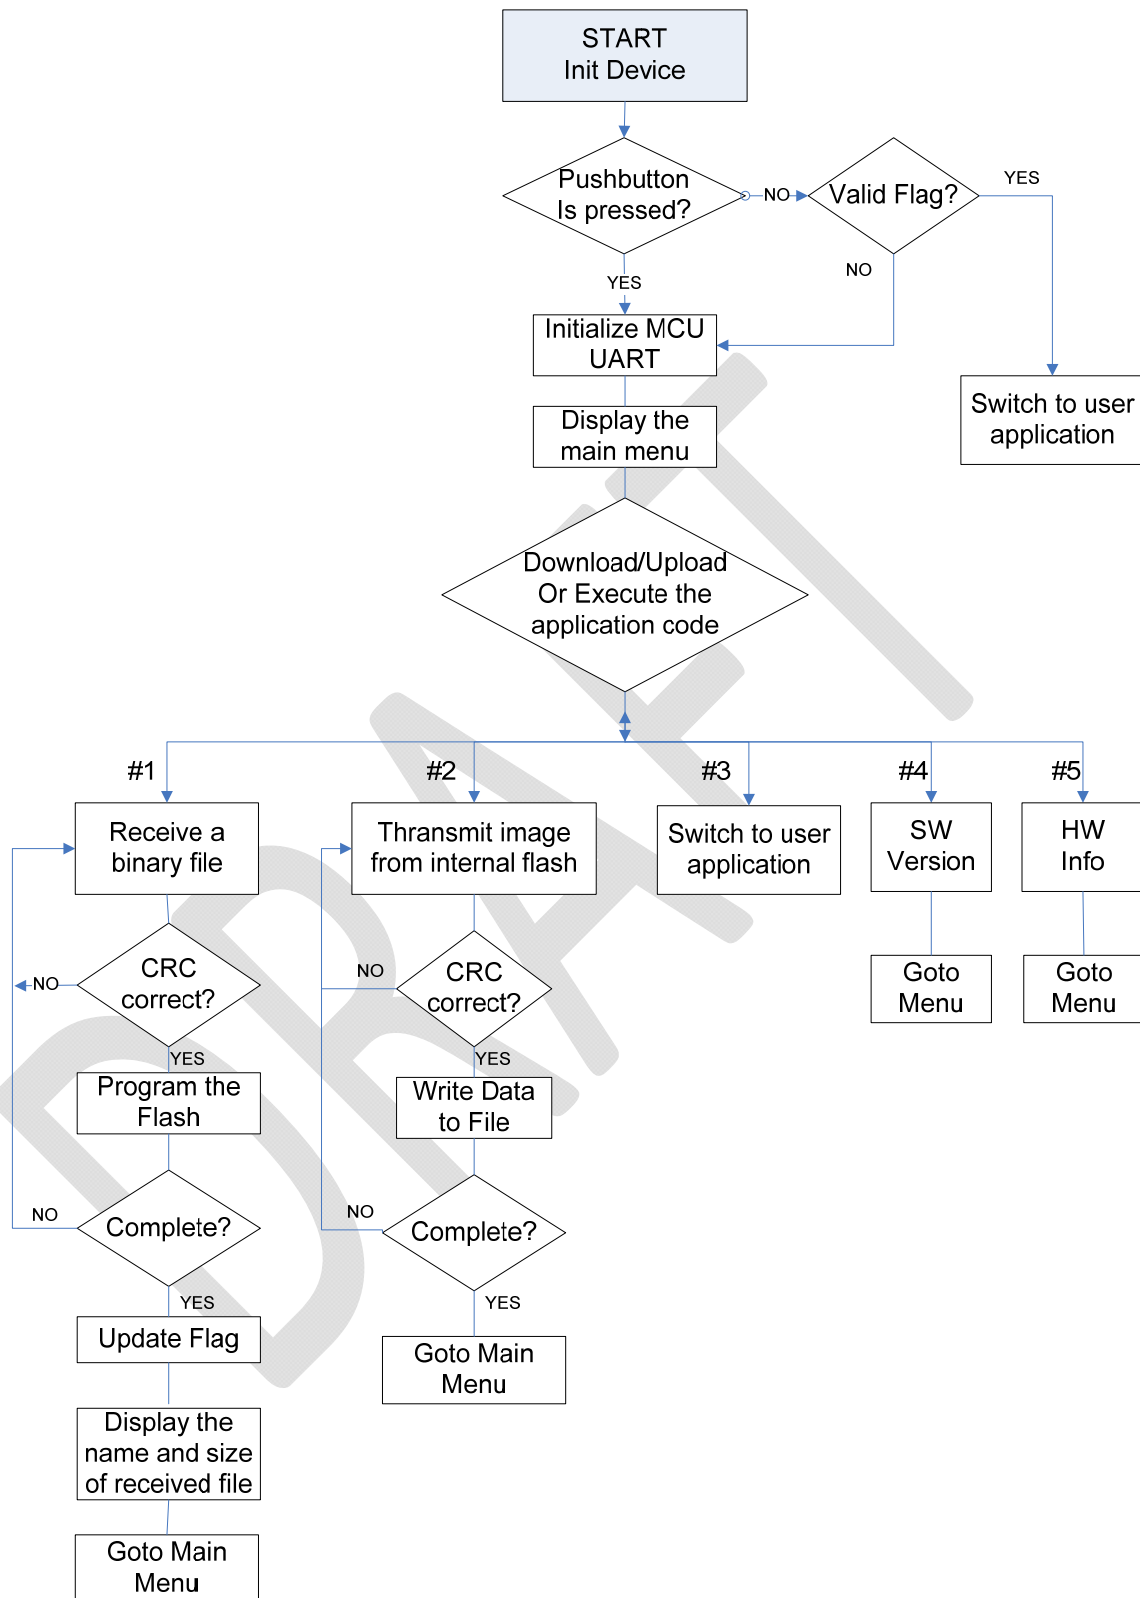 START
Init Device
Pushbutton
Is pressed?
NO
Valid Flag?
YES
YES
NO
Initialize MCU
UART
Switch to user
application
Display the
main menu
Download/Upload
Or Execute the
application code
#1
#2
#3
#4
#5
Receive a
binary file
Thransmit image
from internal flash
Switch to user
application
SW
Version
HW
Info
NO
CRC
correct?
NO
CRC
correct?
Goto
Menu
Goto
Menu
YES
YES
Program the
Flash
Write Data
to File
NO
Complete?
NO
Complete?
YES
YES
Update Flag
Goto Main
Menu
Display the
name and size
of received file
Goto Main
Menu
DRAFT